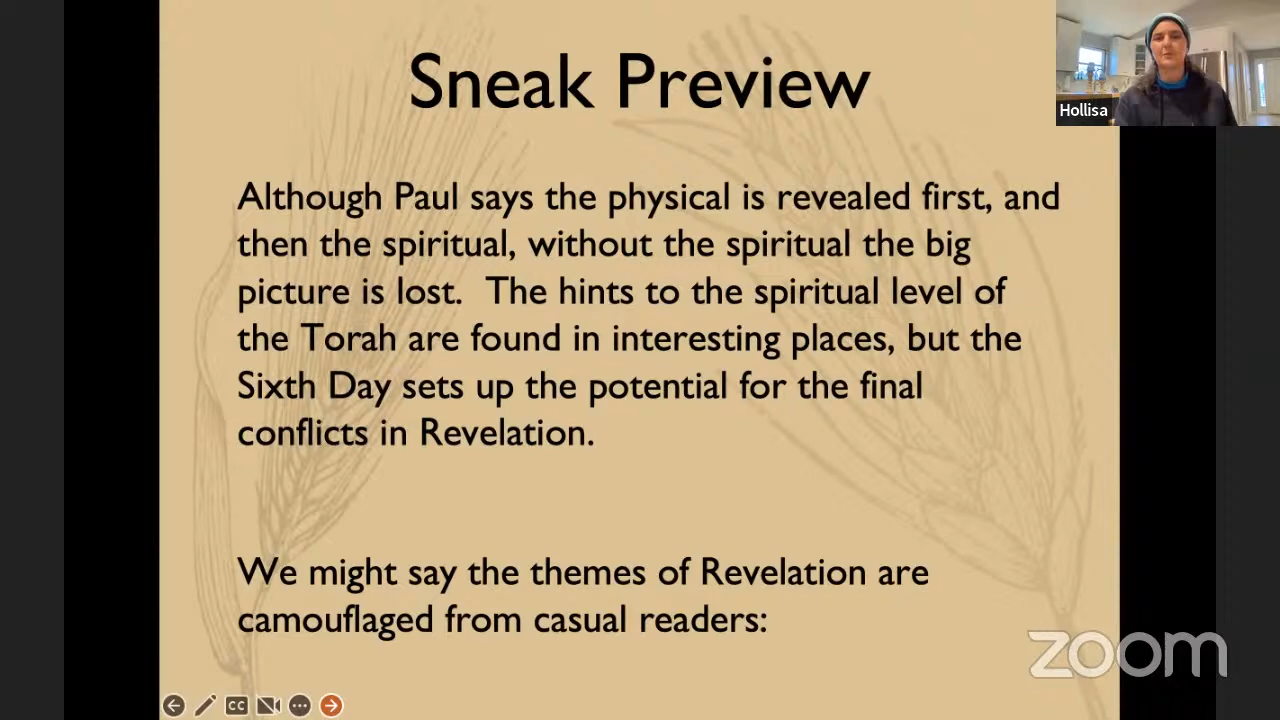 Sneak Preview
Hollisa
Although Paul says the physical is revealed first, and
then the spiritual, without the spiritual the big
picture is lost.  The hints to the spiritual level of
the Torah are found in interesting places, but the
Sixth Day sets up the potential for the final
conflicts in Revelation.
We might say the themes of Revelation are
camouflaged from casual readers:
zoom
CC